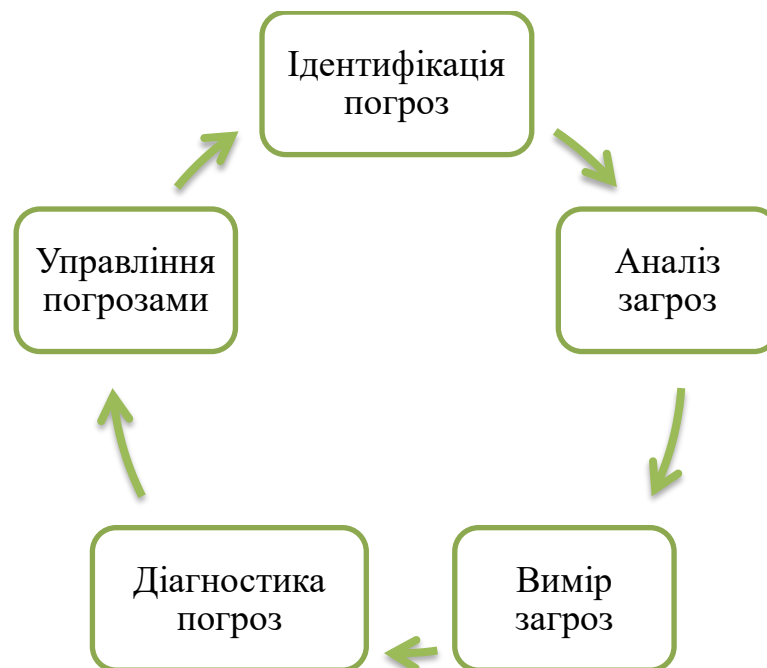 Ідентифікація
погроз
Аналіз
загроз
Вимір
загроз
Діагностика
погроз
Управління
погрозами